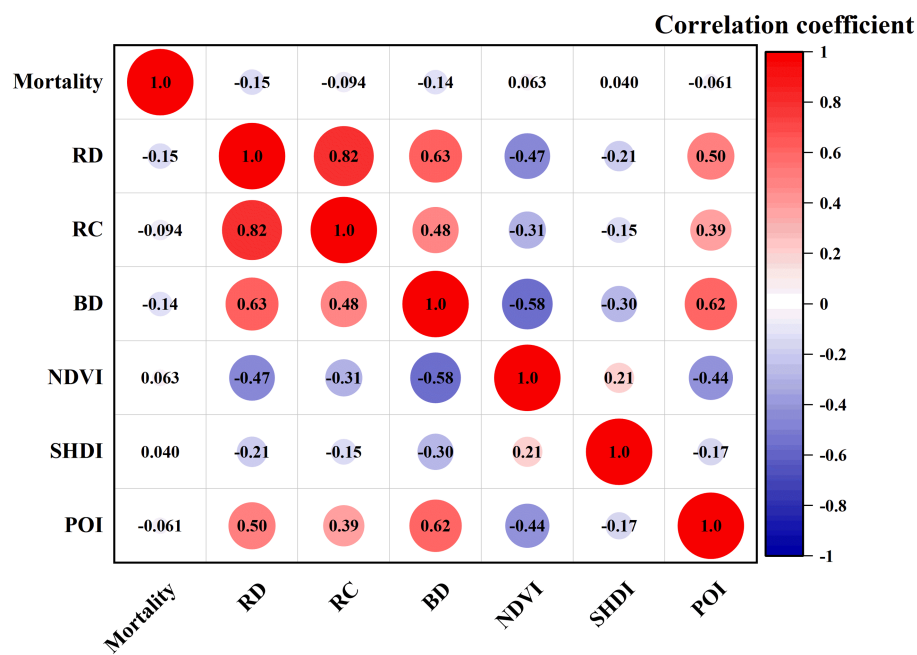 Correlation coefficient
Mortality 1.0 -0.15 -0.094 -0.14 0.063 0.040 -0.061
RD -0.15 1.0 0.82 0.63 -0.47 -0.21 0.50
RC -0.094 0.82 1.0 0.48 -0.31 -0.15 0.39
BD -0.14 0.63 0.48 1.0 -0.58 -0.30 0.62
NDVI 0.063 -0.47 -0.31 -0.58 1.0 0.21 -0.44
SHDI 0.040 -0.21 -0.15 -0.30 0.21 1.0 -0.17
POI -0.061 0.50 0.39 0.62 -0.44 -0.17 1.0
Mortality RD RC BD NDVI SHDI POI
1
0.8
0.6
0.4
0.2
0
-0.2
-0.4
-0.6
-0.8
-1